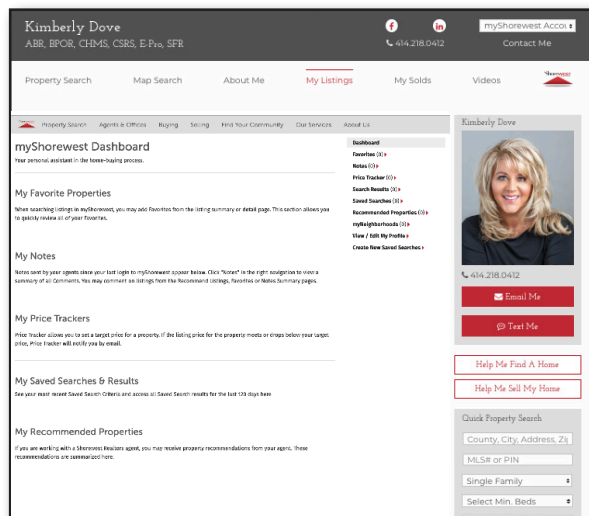 Kimberly Dove
ABR, BPOR, CHMS, CSRS, E-Pro, SFR
f
in
myShorewest Accou
414.218.0412
Contact Me
Property Search
Map Search
About Me
My Listings
My Solds
Videos
Shorewest
Property Search
Agents & Offices
Buying
Selling
Find Your Community
Our Services
About Us
myShorewest Dashboard
Your personal assistant in the home-buying process.
My Favorite Properties
When searching listings in myShorewest, you may add Favorites from the listing summary or detail page. This section allows you
to quickly review all of your Favorites.
My Notes
Notes sent by your agents since your last login to myShorewest appear below. Click "Notes" in the right navigation to view a
summary of all Comments. You may comment on listings from the Recommend Listings, Favorites or Notes Summary pages.
My Price Trackers
Price Tracker allows you to set a target price for a property. If the listing price for the property meets or drops below your target
price, Price Tracker will notify you by email.
My Saved Searches & Results
See your most recent Saved Search Criteria and access all Saved Search results for the last 120 days here
My Recommended Properties
If you are working with a Shorewest Realtors agent, you may receive property recommendations from your agent. These
recommendations are summarized here.
Dashboard
Favorites (0)
Notes (0)
Price Tracker (0)
Search Results (0)
Saved Searches (0)
Recommended Properties (0)
myNeighborhoods (0)
View / Edit My Profile
Create New Saved Searches
Kimberly Dove
414.218.0412
Email Me
Text Me
Help Me Find A Home
Help Me Sell My Home
Quick Property Search
County, City, Address, Zip
MLS# or PIN
Single Family
Select Min. Beds